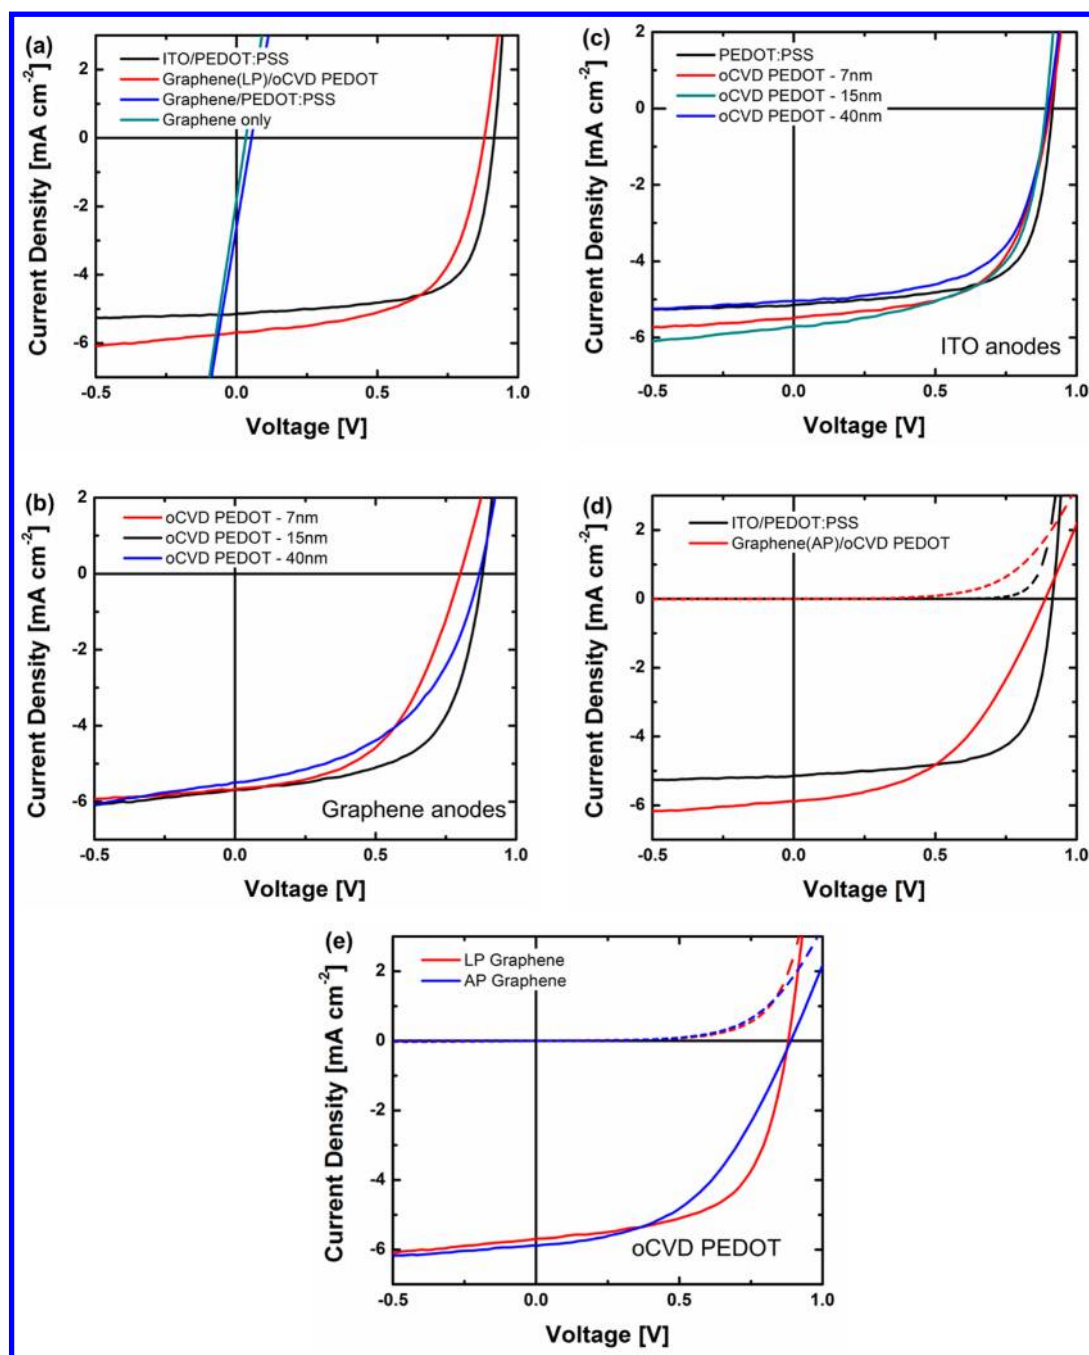 (a)
ITO/PEDOT:PSS
Graphene(LP)/oCVD PEDOT
Graphene/PEDOT:PSS
Graphene only
2
0
-2
-4
-6
Current Density [mA cm-2]
-0.5 0.0 0.5 1.0
Voltage [V]
(c)
PEDOT:PSS
oCVD PEDOT - 7nm
oCVD PEDOT - 15nm
oCVD PEDOT - 40nm
2
0
-2
-4
-6
-8
Current Density [mA cm-2]
ITO anodes
-0.5 0.0 0.5 1.0
Voltage [V]
(b)
oCVD PEDOT - 7nm
oCVD PEDOT - 15nm
oCVD PEDOT - 40nm
2
0
-2
-4
-6
Current Density [mA cm-2]
Graphene anodes
-0.5 0.0 0.5 1.0
Voltage [V]
(d)
ITO/PEDOT:PSS
Graphene(AP)/oCVD PEDOT
2
0
-2
-4
-6
Current Density [mA cm-2]
-0.5 0.0 0.5 1.0
Voltage [V]
(e)
LP Graphene
AP Graphene
2
0
-2
-4
-6
Current Density [mA cm-2]
oCVD PEDOT
-0.5 0.0 0.5 1.0
Voltage [V]